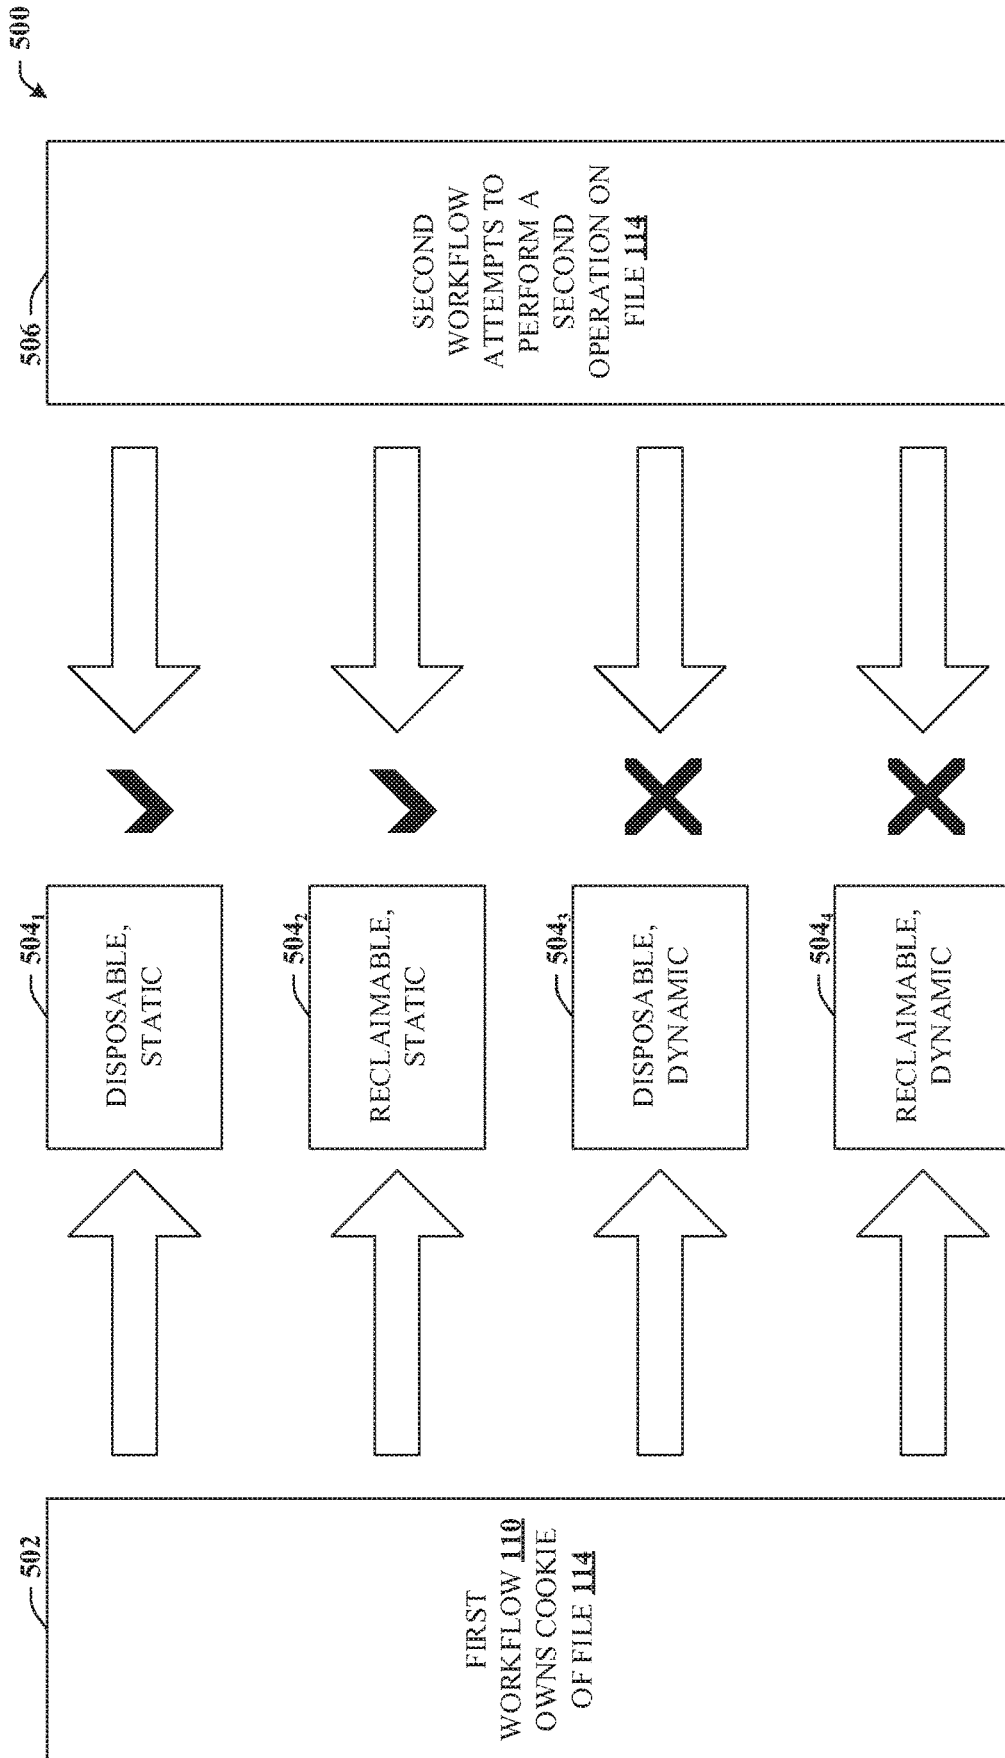 500
502
FIRST
WORKFLOW 110
OWNS COOKIE
OF FILE 114
504₁
DISPOSABLE,
STATIC
504₂
RECLAIMABLE,
STATIC
504₃
DISPOSABLE,
DYNAMIC
504₄
RECLAIMABLE,
DYNAMIC
506
SECOND
WORKFLOW
ATTEMPTS TO
PERFORM A
SECOND
OPERATION ON
FILE 114